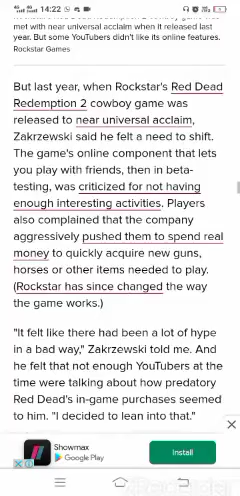 14:22
met with near universal acclaim when it released last
year. But some YouTubers didn't like its online features.
Rockstar Games
But last year, when Rockstar's Red Dead
Redemption 2 cowboy game was
released to near universal acclaim,
Zakrzewski said he felt a need to shift.
The game's online component that lets
you play with friends, then in beta-
testing, was criticized for not having
enough interesting activities. Players
also complained that the company
aggressively pushed them to spend real
money to quickly acquire new guns,
horses or other items needed to play.
(Rockstar has since changed the way
the game works.)
"It felt like there had been a lot of hype
in a bad way," Zakrzewski told me. And
he felt that not enough YouTubers at the
time were talking about how predatory
Red Dead's in-game purchases seemed
to him. "I decided to lean into that."
Showmax
Google Play
Install